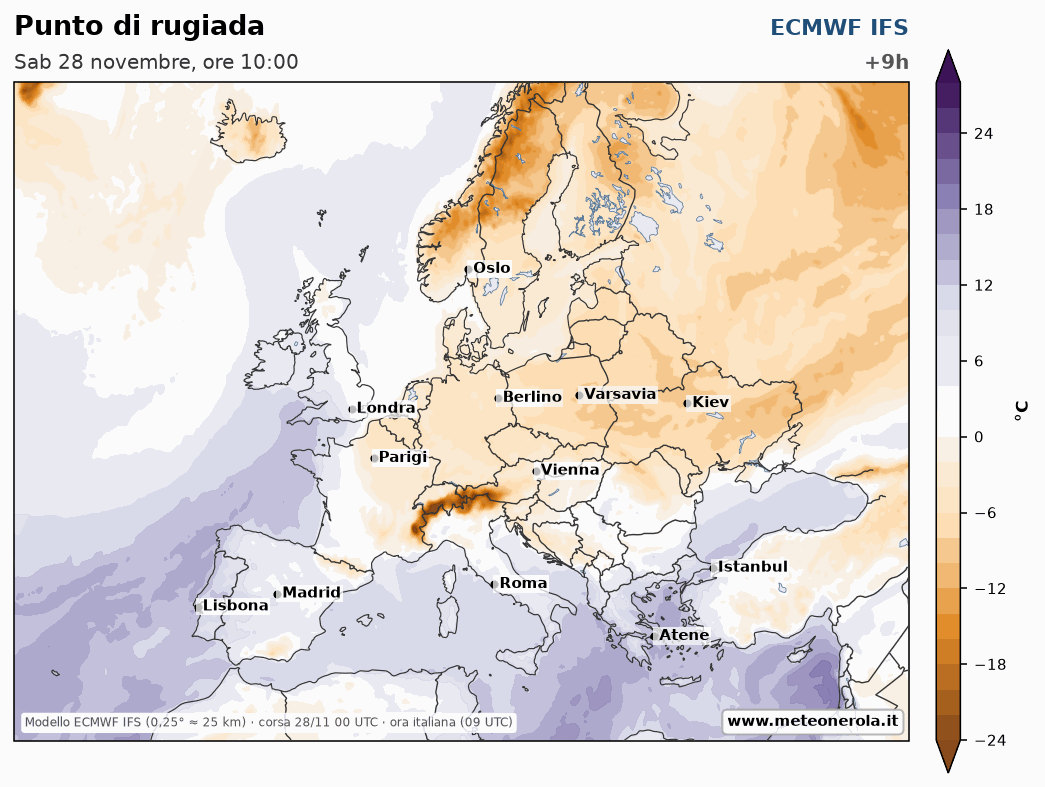 Punto di rugiada
ECMWF IFS
Sab 28 novembre, ore 10:00
+9h
Oslo
Berlino
Varsavia
Kiev
Londra
Parigi
Vienna
Istanbul
Roma
Madrid
Lisbona
Atene
24
18
12
6
0
−6
−12
−18
−24
°C
Modello ECMWF IFS (0,25° ≈ 25 km) · corsa 28/11 00 UTC · ora italiana (09 UTC)
www.meteonerola.it